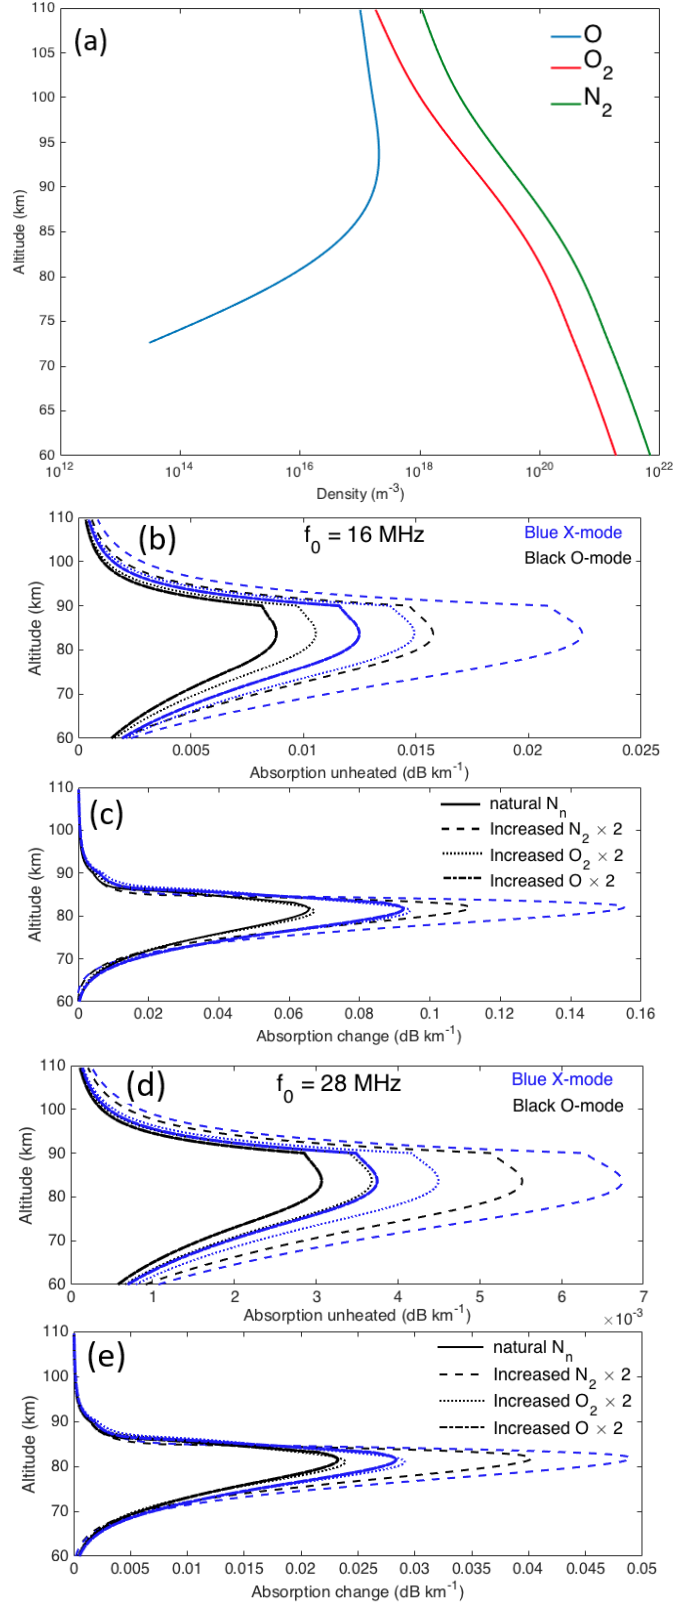 (a)
110
105
100
95
90
85
80
75
70
65
60
Altitude (km)
O
O2
N2
10^12 10^14 10^16 10^18 10^20 10^22
Density (m^-3)
(b)
f0 = 16 MHz
Blue X-mode
Black O-mode
110
100
90
80
70
60
Altitude (km)
0 0.005 0.01 0.015 0.02 0.025
Absorption unheated (dB km^-1)
(c)
natural Nn
Increased N2 × 2
Increased O2 × 2
Increased O × 2
110
100
90
80
70
60
Altitude (km)
0 0.02 0.04 0.06 0.08 0.1 0.12 0.14 0.16
Absorption change (dB km^-1)
(d)
f0 = 28 MHz
Blue X-mode
Black O-mode
110
100
90
80
70
60
Altitude (km)
0 1 2 3 4 5 6 7
Absorption unheated (dB km^-1)
×10^-3
(e)
natural Nn
Increased N2 × 2
Increased O2 × 2
Increased O × 2
110
100
90
80
70
60
Altitude (km)
0 0.005 0.01 0.015 0.02 0.025 0.03 0.035 0.04 0.045 0.05
Absorption change (dB km^-1)